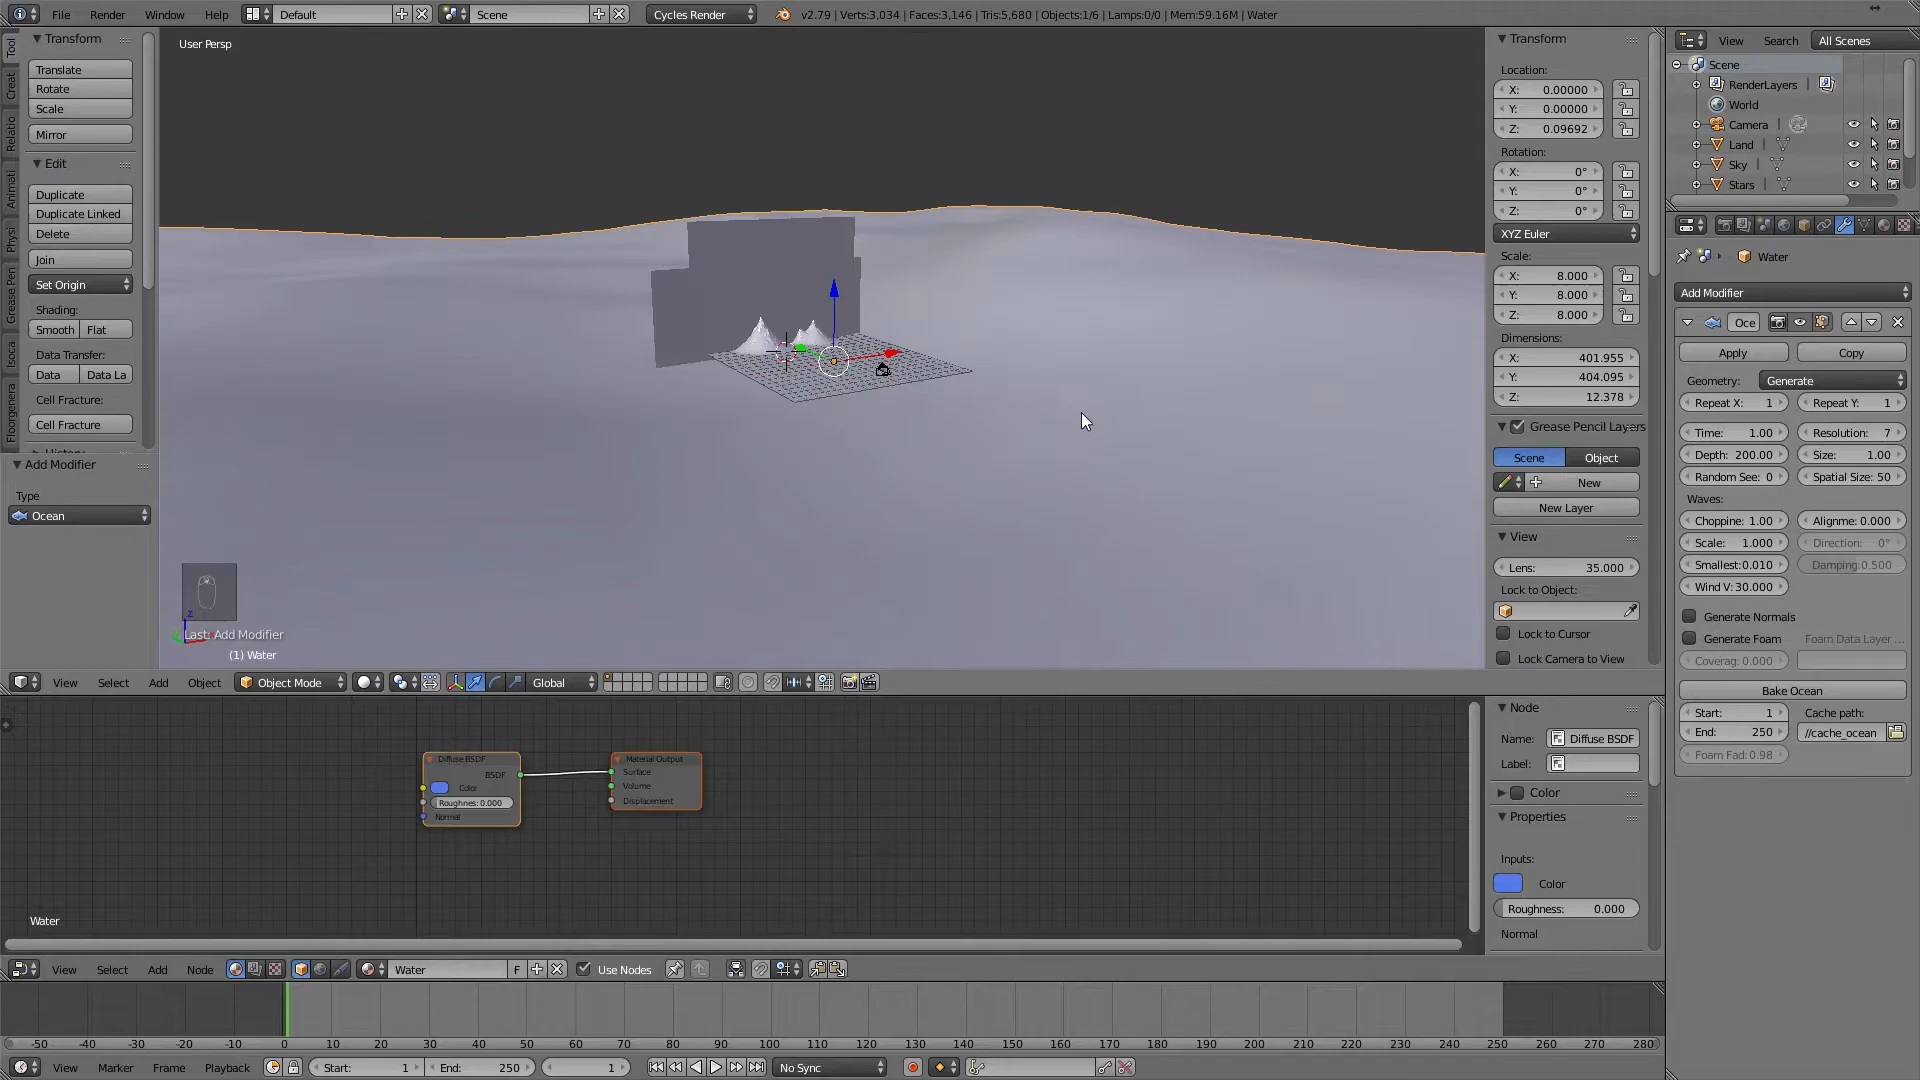 File Render Window Help Default Scene Cycles Render v2.79 | Verts:3,034 | Faces:3,146 | Tris:5,680 | Objects:1/6 | Lamps:0/0 | Mem:59.16M | Water
Tool
Creat
Relatio
Animati
Physi
Grease Pen
Isoca
Floorgenera
Transform
Translate
Rotate
Scale
Mirror
Edit
Duplicate
Duplicate Linked
Delete
Join
Set Origin
Shading:
Smooth Flat
Data Transfer:
Data Data La
Cell Fracture:
Cell Fracture
Add Modifier
Type
Ocean
User Persp
z
Last: Add Modifier
(1) Water
Transform
Location:
X: 0.00000
Y: 0.00000
Z: 0.09692
Rotation:
X: 0°
Y: 0°
Z: 0°
XYZ Euler
Scale:
X: 8.000
Y: 8.000
Z: 8.000
Dimensions:
X: 401.955
Y: 404.095
Z: 12.378
Grease Pencil Layers
Scene Object
New
New Layer
View
Lens: 35.000
Lock to Object:
Lock to Cursor
Lock Camera to View
View Search All Scenes
Scene
RenderLayers |
World
Camera |
Land |
Sky |
Stars |
Water
Add Modifier
Oce
Apply Copy
Geometry: Generate
Repeat X: 1 Repeat Y: 1
Time: 1.00 Resolution: 7
Depth: 200.00 Size: 1.00
Random See: 0 Spatial Size: 50
Waves:
Choppine: 1.00 Alignme: 0.000
Scale: 1.000 Direction: 0°
Smallest:0.010 Damping:0.500
Wind V:30.000
Generate Normals
Generate Foam Foam Data Layer ...
Coverag: 0.000
Bake Ocean
Start: 1 Cache path:
End: 250 //cache_ocean
Foam Fad: 0.98
View Select Add Object Object Mode Global
Diffuse BSDF
BSDF
Color
Roughnes: 0.000
Normal
Material Output
Surface
Volume
Displacement
Water
Node
Name: Diffuse BSDF
Label:
Color
Properties
Inputs:
Color
Roughness: 0.000
Normal
View Select Add Node Water F Use Nodes
-50 -40 -30 -20 -10 0 10 20 30 40 50 60 70 80 90 100 110 120 130 140 150 160 170 180 190 200 210 220 230 240 250 260 270 280
View Marker Frame Playback Start: 1 End: 250 1 No Sync